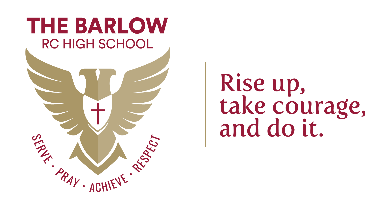 THE BARLOW
RC HIGH SCHOOL
SERVE · PRAY · ACHIEVE · RESPECT
Rise up,
take courage,
and do it.